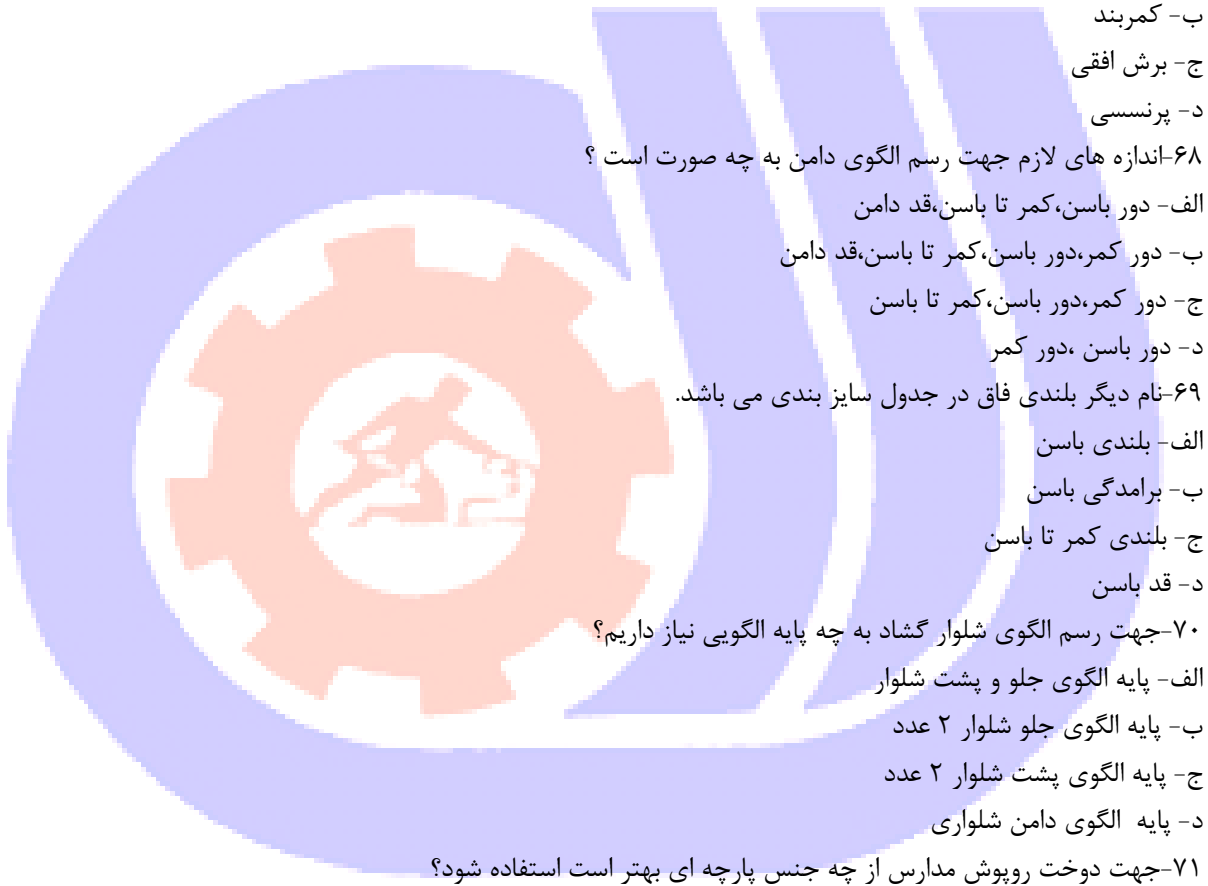 ب- کمربند
ج- برش افقی
د- پرنسسی
۶۸-اندازه های لازم جهت رسم الگوی دامن به چه صورت است ؟
الف- دور باسن،کمر تا باسن،قد دامن
ب- دور کمر،دور باسن،کمر تا باسن،قد دامن
ج- دور کمر،دور باسن،کمر تا باسن
د- دور باسن ،دور کمر
۶۹-نام دیگر بلندی فاق در جدول سایز بندی می باشد.
الف- بلندی باسن
ب- برامدگی باسن
ج- بلندی کمر تا باسن
د- قد باسن
۷۰-جهت رسم الگوی شلوار گشاد به چه پایه الگویی نیاز داریم؟
الف- پایه الگوی جلو و پشت شلوار
ب- پایه الگوی جلو شلوار ۲ عدد
ج- پایه الگوی پشت شلوار ۲ عدد
د- پایه الگوی دامن شلواری
۷۱-جهت دوخت روپوش مدارس از چه جنس پارچه ای بهتر است استفاده شود؟